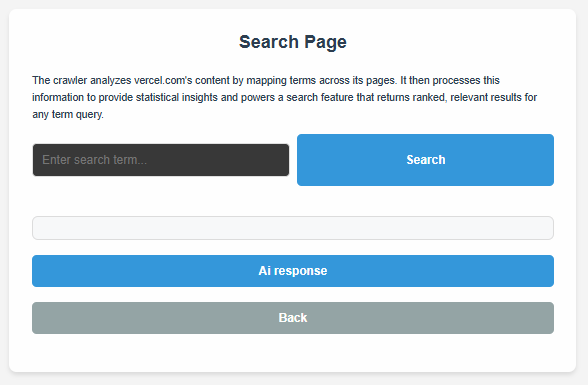 Search Page
The crawler analyzes vercel.com's content by mapping terms across its pages. It then processes this
information to provide statistical insights and powers a search feature that returns ranked, relevant results for
any term query.
Enter search term...
Search
Ai response
Back